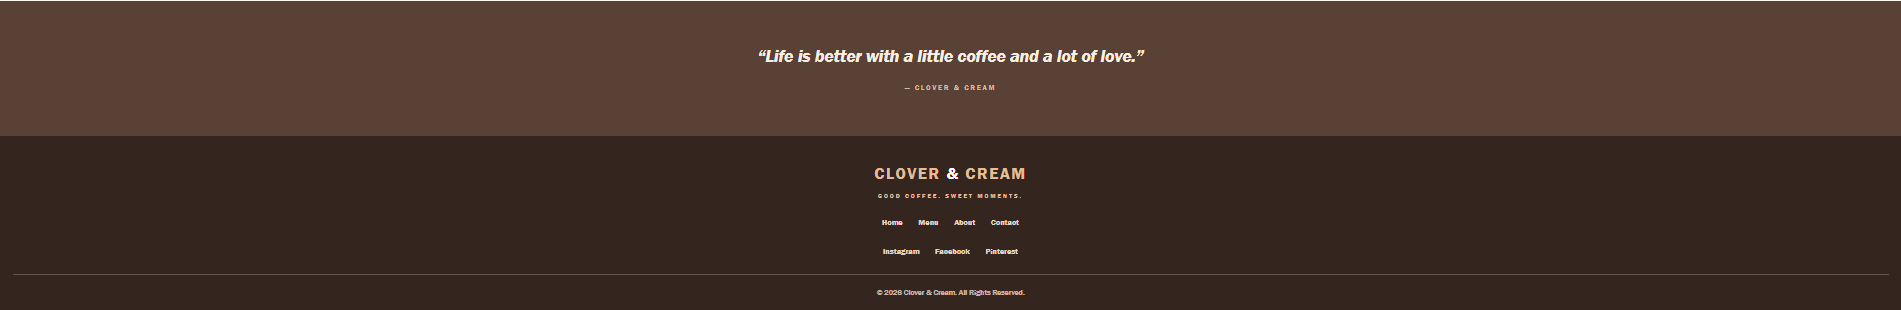 “Life is better with a little coffee and a lot of love.”
— CLOVER & CREAM
CLOVER & CREAM
GOOD COFFEE. SWEET MOMENTS.
Home Menu About Contact
Instagram Facebook Pinterest
© 2026 Clover & Cream. All Rights Reserved.